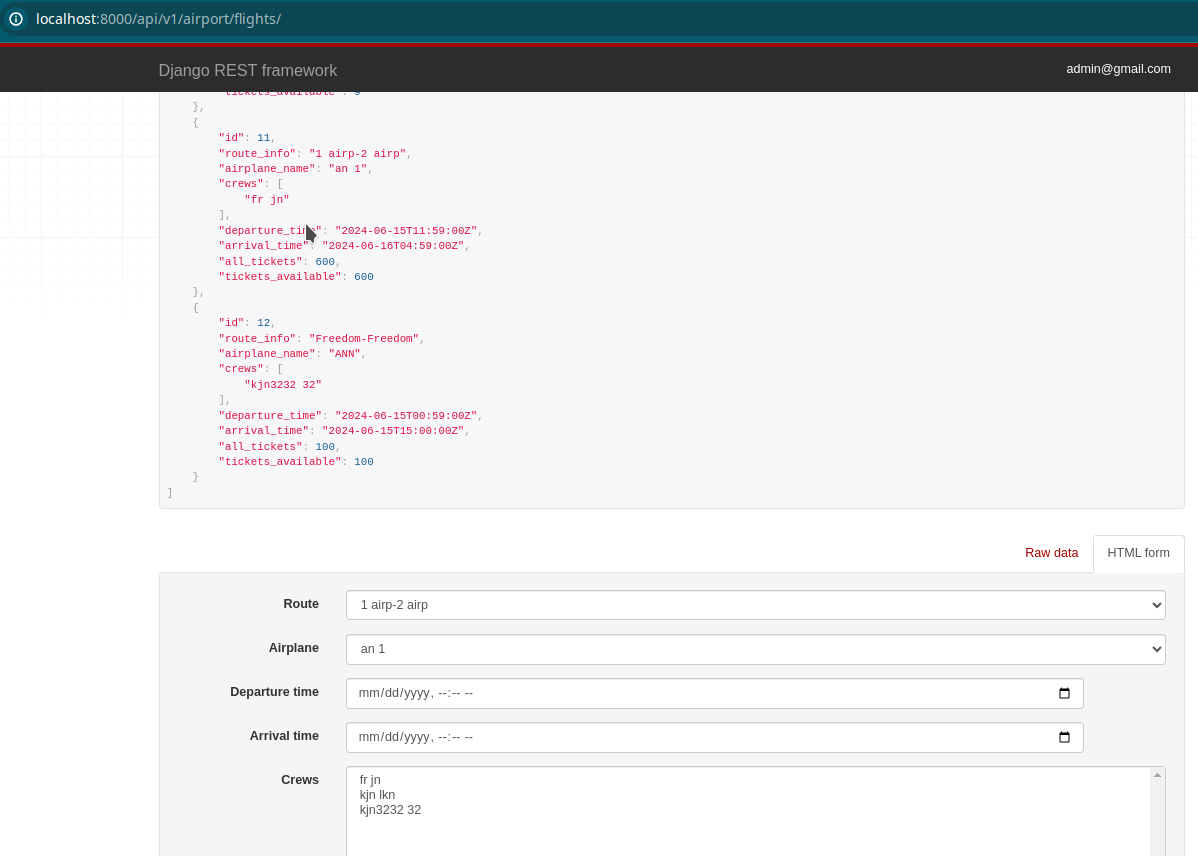 localhost:8000/api/v1/airport/flights/
Django REST framework
admin@gmail.com
"tickets_available": 9
},
{
"id": 11,
"route_info": "1 airp-2 airp",
"airplane_name": "an 1",
"crews": [
"fr jn"
],
"departure_time": "2024-06-15T11:59:00Z",
"arrival_time": "2024-06-16T04:59:00Z",
"all_tickets": 600,
"tickets_available": 600
},
{
"id": 12,
"route_info": "Freedom-Freedom",
"airplane_name": "ANN",
"crews": [
"kjn3232 32"
],
"departure_time": "2024-06-15T00:59:00Z",
"arrival_time": "2024-06-15T15:00:00Z",
"all_tickets": 100,
"tickets_available": 100
}
]
Raw data
HTML form
Route
1 airp-2 airp
Airplane
an 1
Departure time
mm/dd/yyyy, --:-- --
Arrival time
mm/dd/yyyy, --:-- --
Crews
fr jn
kjn lkn
kjn3232 32